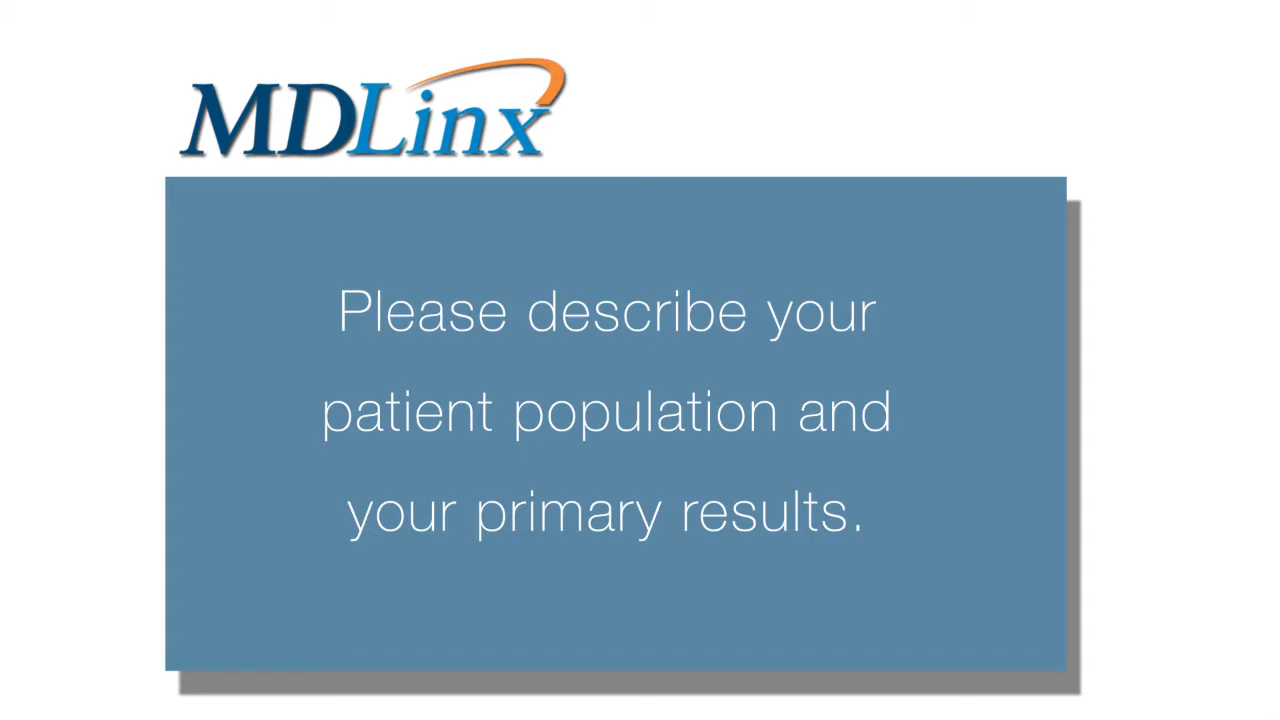 MDLinx
Please describe your
patient population and
your primary results.